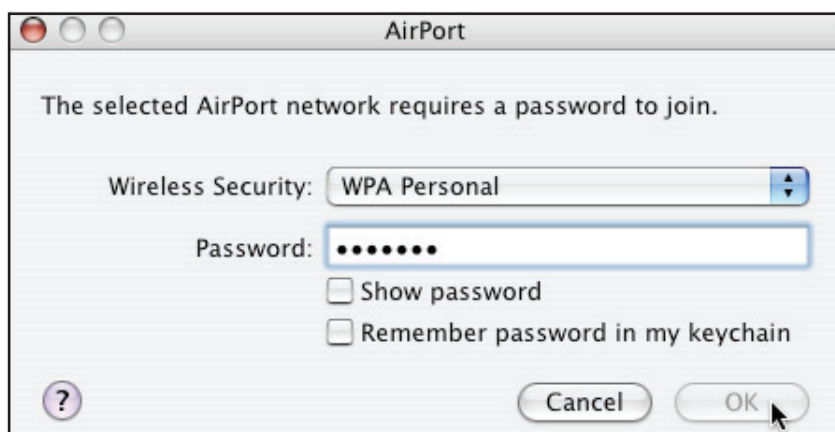 AirPort
The selected AirPort network requires a password to join.
Wireless Security: WPA Personal
Password: •••••••
Show password
Remember password in my keychain
? Cancel OK